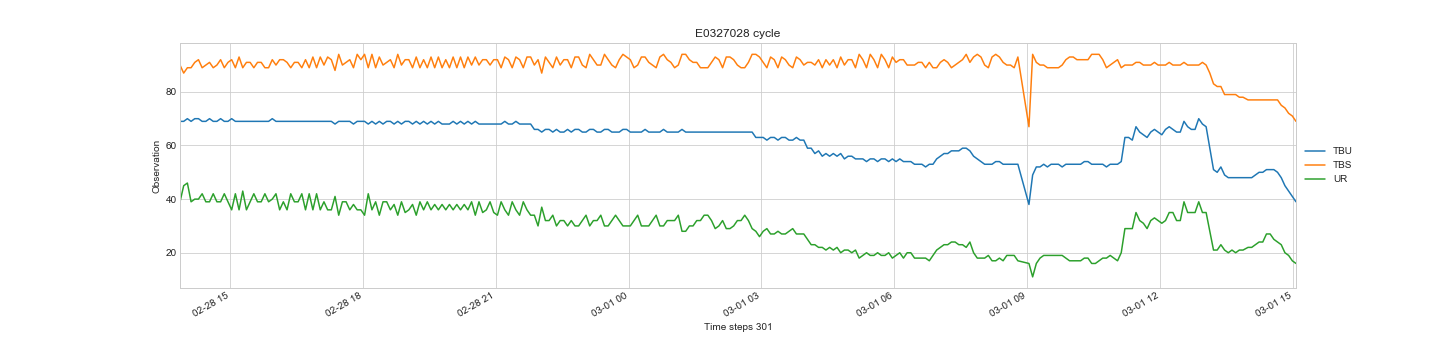 E0327028 cycle
Observation
80
60
40
20
TBU
TBS
UR
02-28 15
02-28 18
02-28 21
03-01 00
03-01 03
03-01 06
03-01 09
03-01 12
03-01 15
Time steps 301